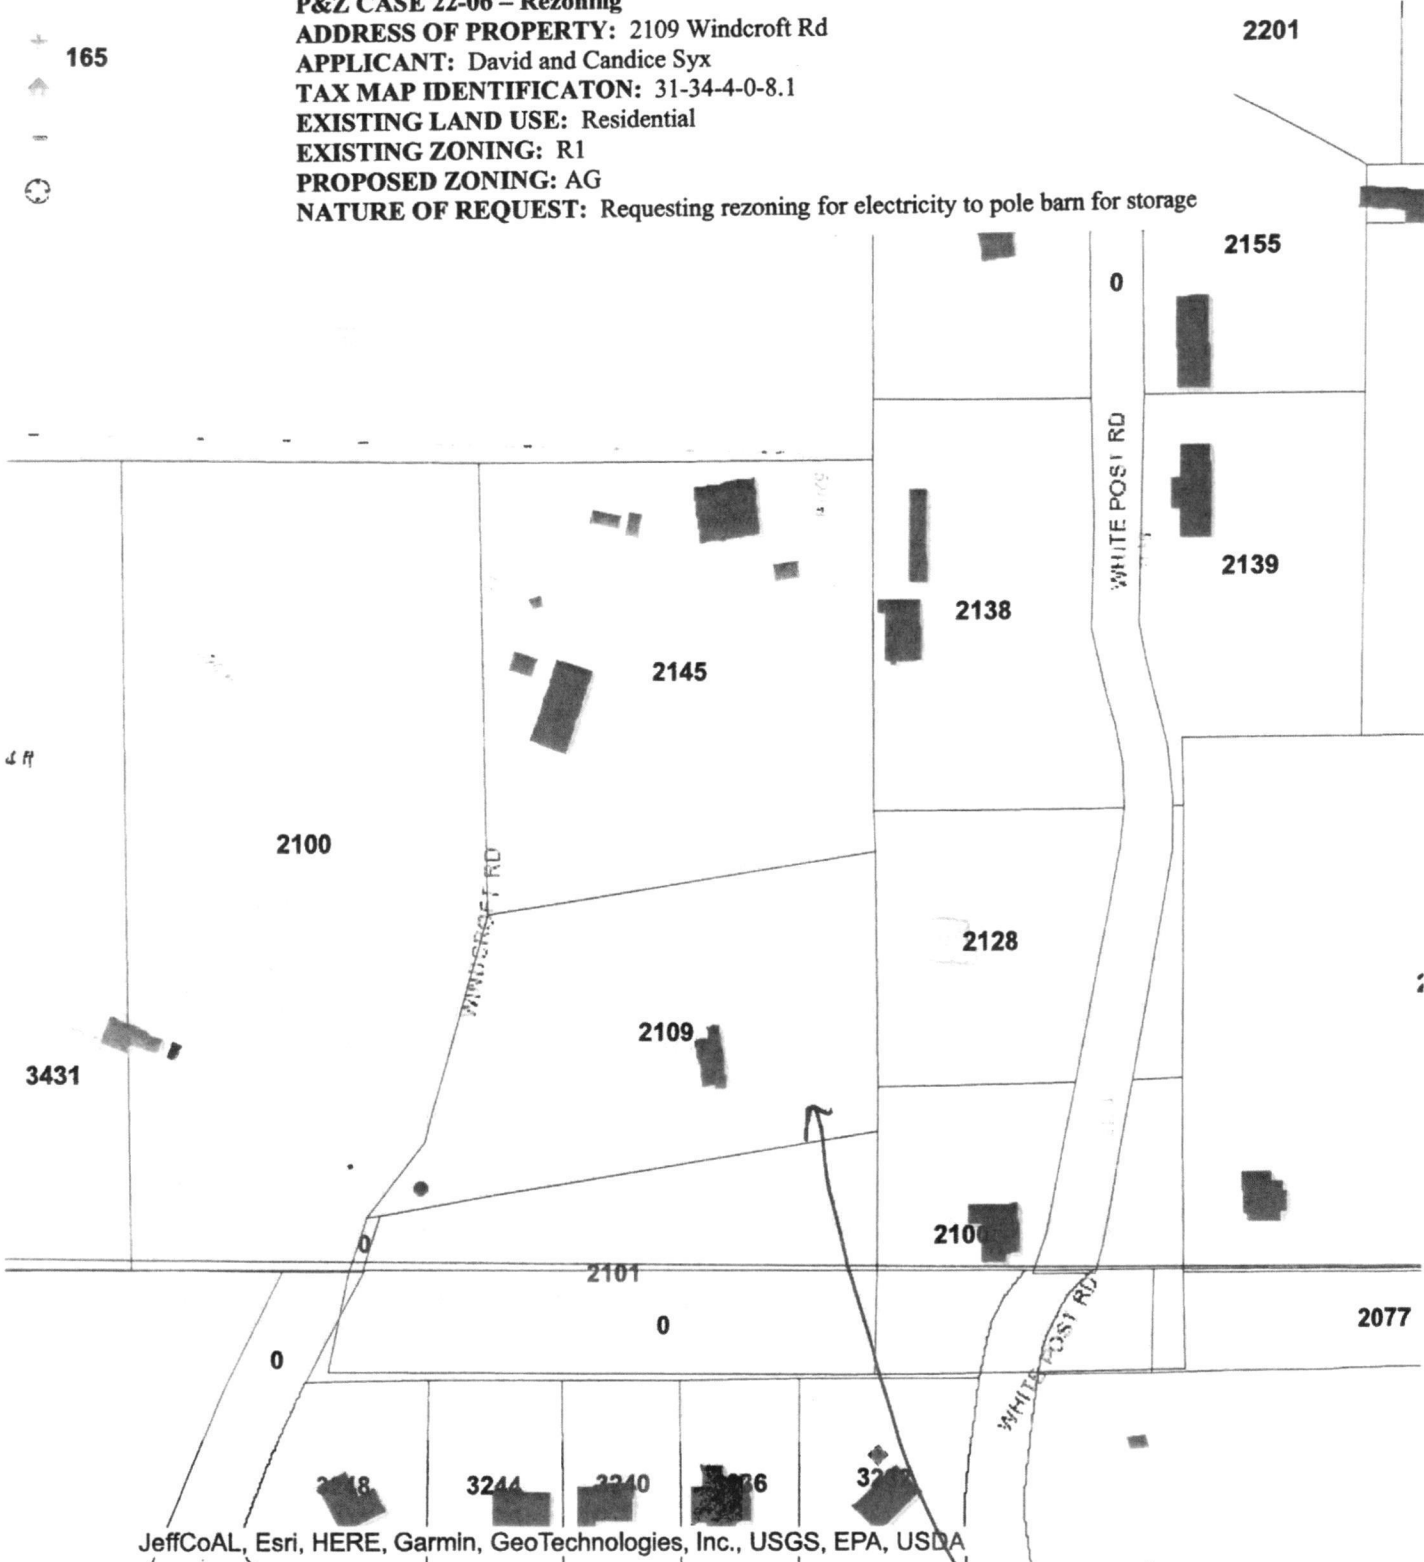 P&Z CASE 22-06 – Rezoning
ADDRESS OF PROPERTY: 2109 Windcroft Rd
APPLICANT: David and Candice Syx
TAX MAP IDENTIFICATON: 31-34-4-0-8.1
EXISTING LAND USE: Residential
EXISTING ZONING: R1
PROPOSED ZONING: AG
NATURE OF REQUEST: Requesting rezoning for electricity to pole barn for storage
165
2201
2155
0
WHITE POST RD
2139
2138
2145
2100
WINDCROFT RD
2128
2109
3431
2100
0
2101
0
2077
0
WHITE POST RD
3244
JeffCoAL, Esri, HERE, Garmin, GeoTechnologies, Inc., USGS, EPA, USDA